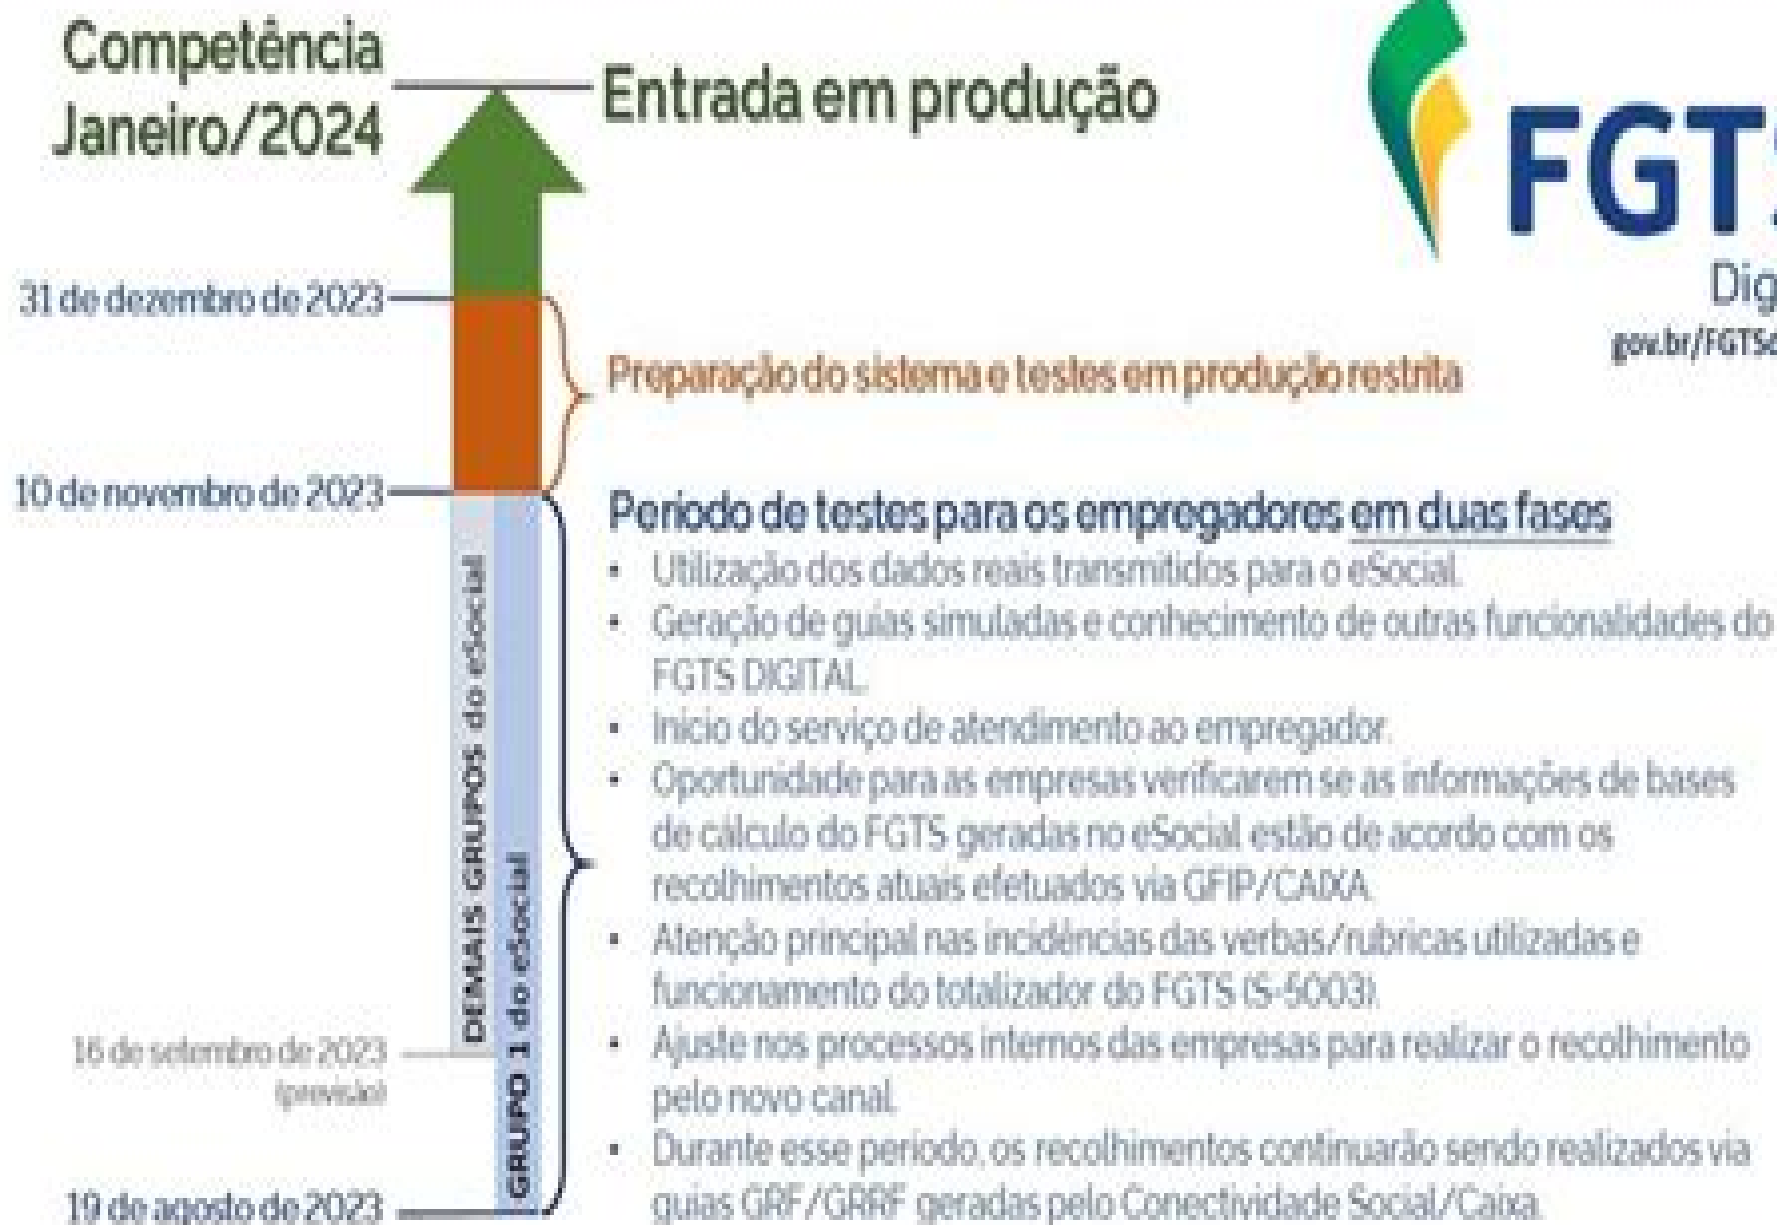 Competência
Janeiro/2024
Entrada em produção
FGTS
Dig
gov.br/FGTSd
31 de dezembro de 2023
Preparação do sistema e testes em produção restrita
10 de novembro de 2023
Período de testes para os empregadores em duas fases
• Utilização dos dados reais transmitidos para o eSocial.
• Geração de guias simuladas e conhecimento de outras funcionalidades do
FGTS DIGITAL.
• Início do serviço de atendimento ao empregador.
• Oportunidade para as empresas verificarem se as informações de bases
de cálculo do FGTS geradas no eSocial estão de acordo com os
recolhimentos atuais efetuados via GFIP/CAIXA.
• Atenção principal nas incidências das verbas/rubricas utilizadas e
funcionamento do totalizador do FGTS (S-5003).
• Ajuste nos processos internos das empresas para realizar o recolhimento
pelo novo canal.
• Durante esse período, os recolhimentos continuarão sendo realizados via
guias GRF/GRRF geradas pelo Conectividade Social/Caixa.
DEMAIS GRUPOS do eSocial
GRUPO 1 do eSocial
16 de setembro de 2023
(previsão)
19 de agosto de 2023